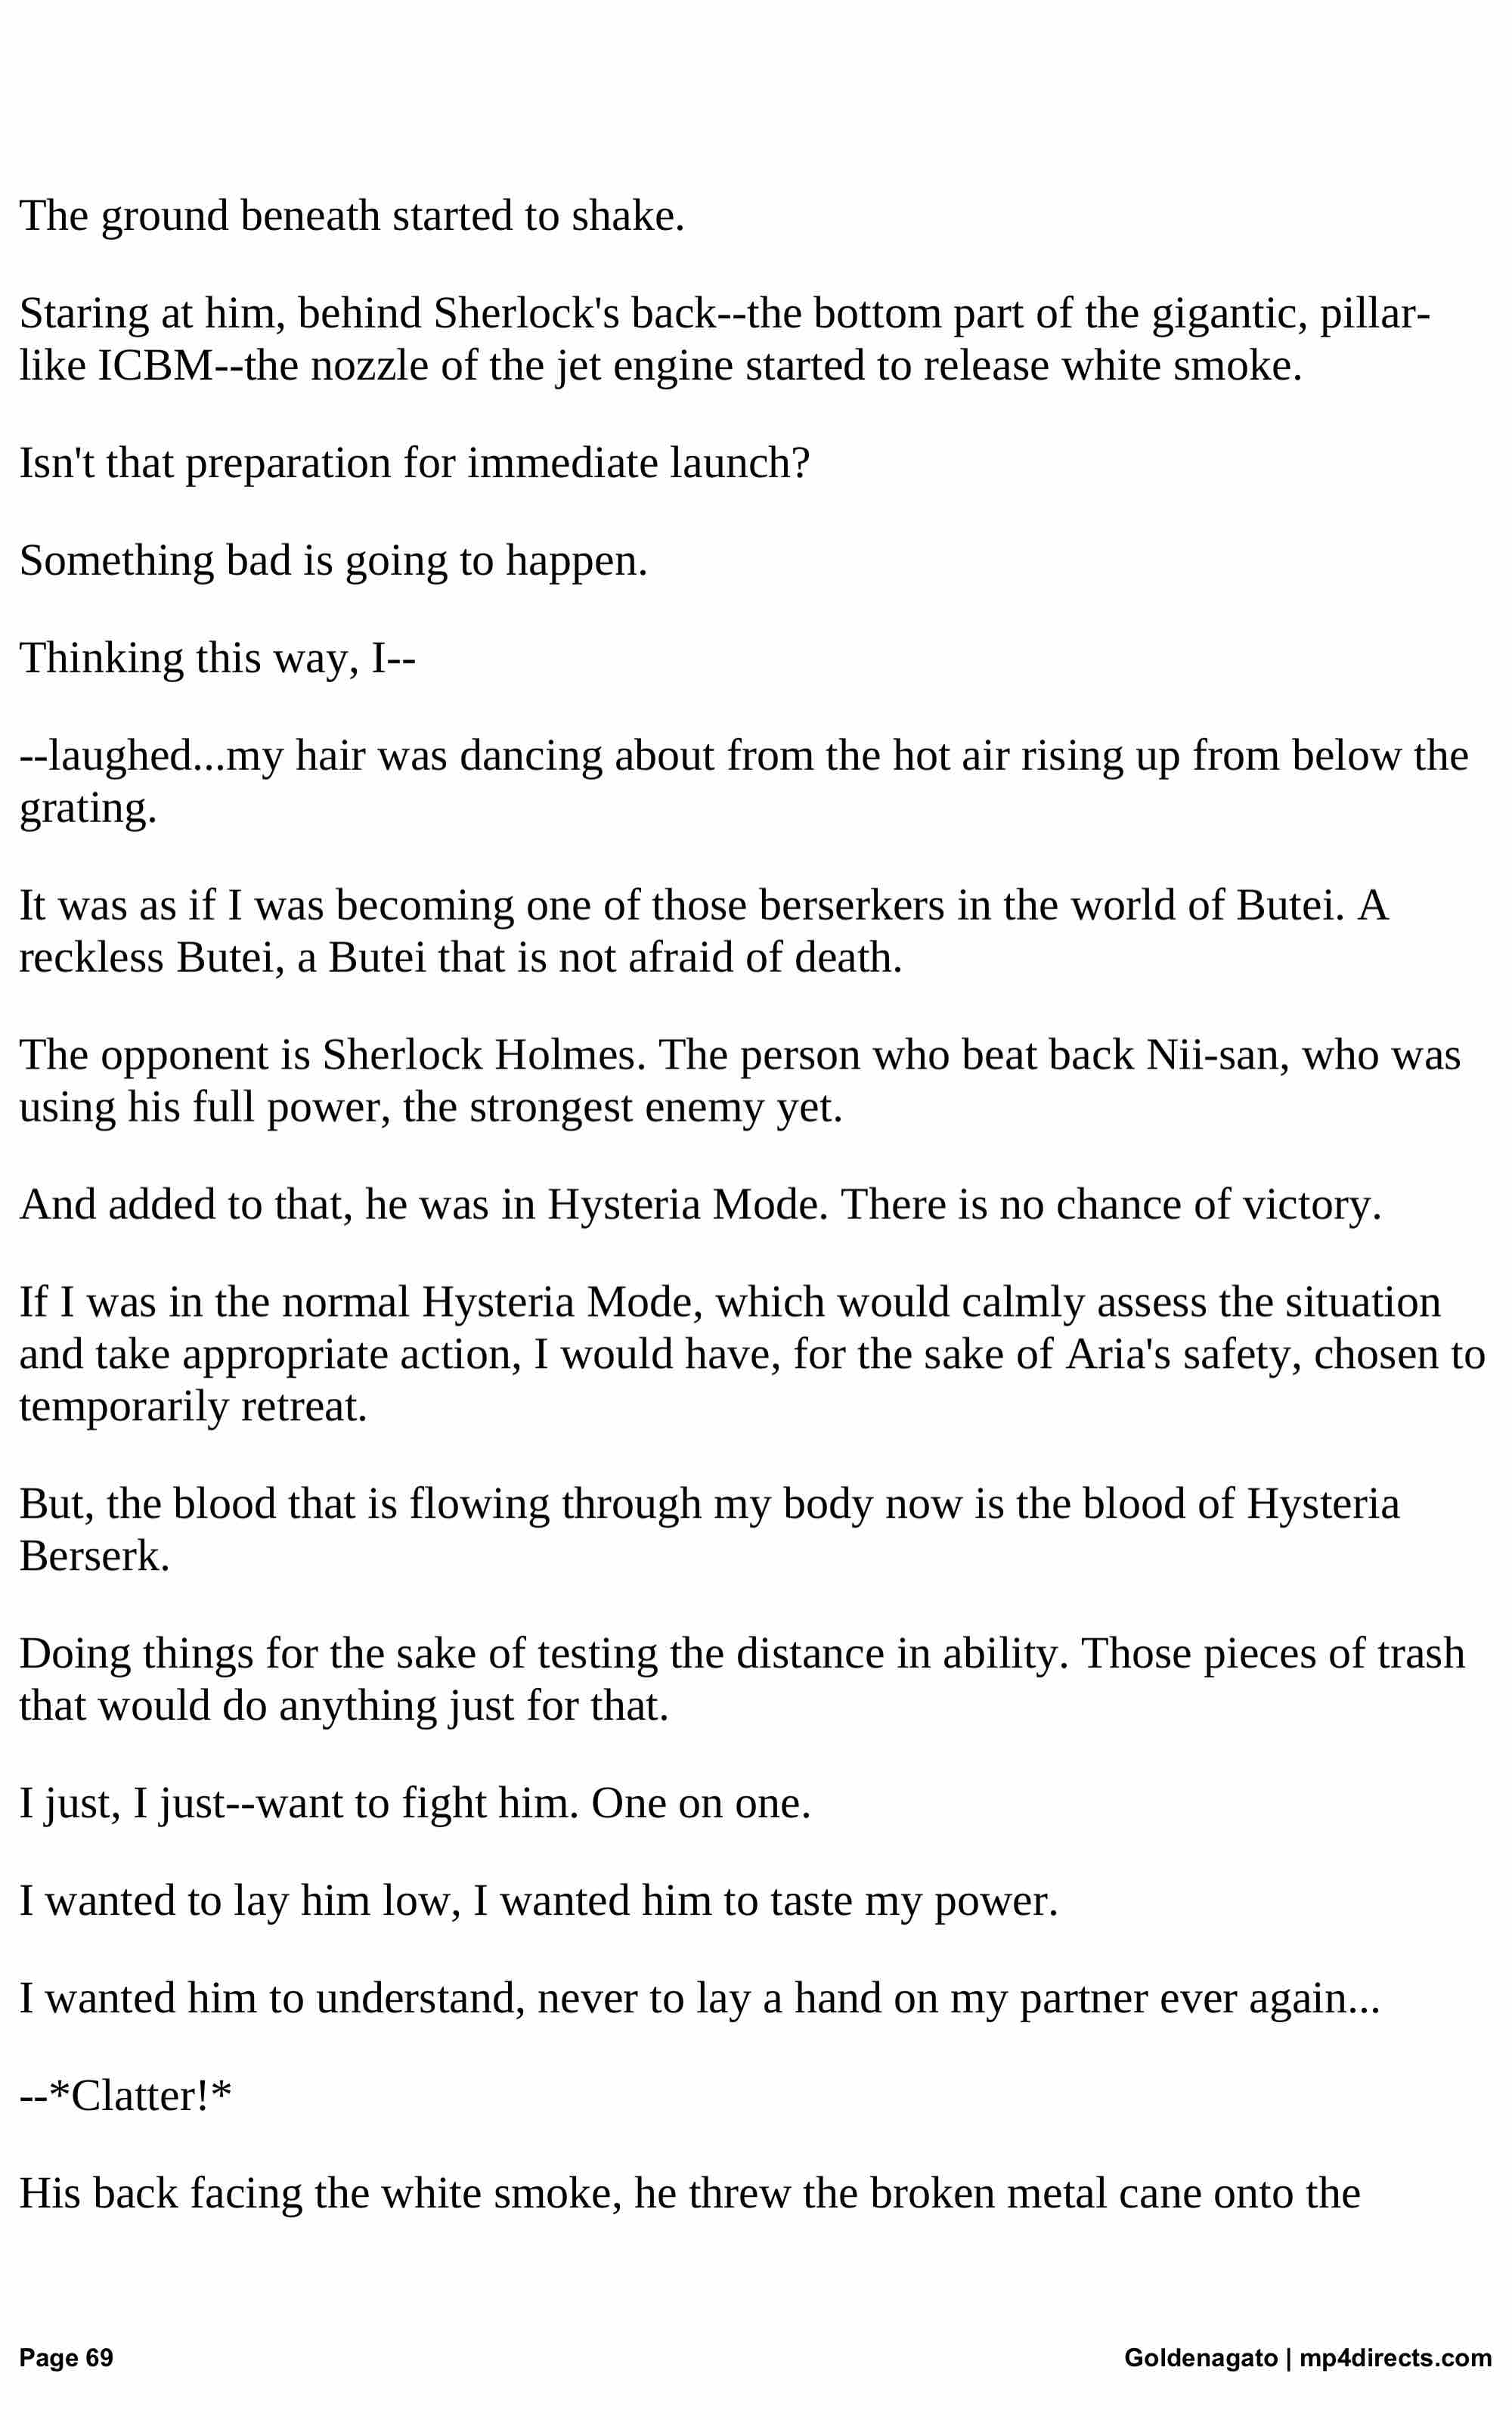 The ground beneath started to shake.
Staring at him, behind Sherlock's back--the bottom part of the gigantic, pillar-
like ICBM--the nozzle of the jet engine started to release white smoke.
Isn't that preparation for immediate launch?
Something bad is going to happen.
Thinking this way, I--
--laughed...my hair was dancing about from the hot air rising up from below the
grating.
It was as if I was becoming one of those berserkers in the world of Butei. A
reckless Butei, a Butei that is not afraid of death.
The opponent is Sherlock Holmes. The person who beat back Nii-san, who was
using his full power, the strongest enemy yet.
And added to that, he was in Hysteria Mode. There is no chance of victory.
If I was in the normal Hysteria Mode, which would calmly assess the situation
and take appropriate action, I would have, for the sake of Aria's safety, chosen to
temporarily retreat.
But, the blood that is flowing through my body now is the blood of Hysteria
Berserk.
Doing things for the sake of testing the distance in ability. Those pieces of trash
that would do anything just for that.
I just, I just--want to fight him. One on one.
I wanted to lay him low, I wanted him to taste my power.
I wanted him to understand, never to lay a hand on my partner ever again...
--*Clatter!*
His back facing the white smoke, he threw the broken metal cane onto the
Page 69
Goldenagato | mp4directs.com